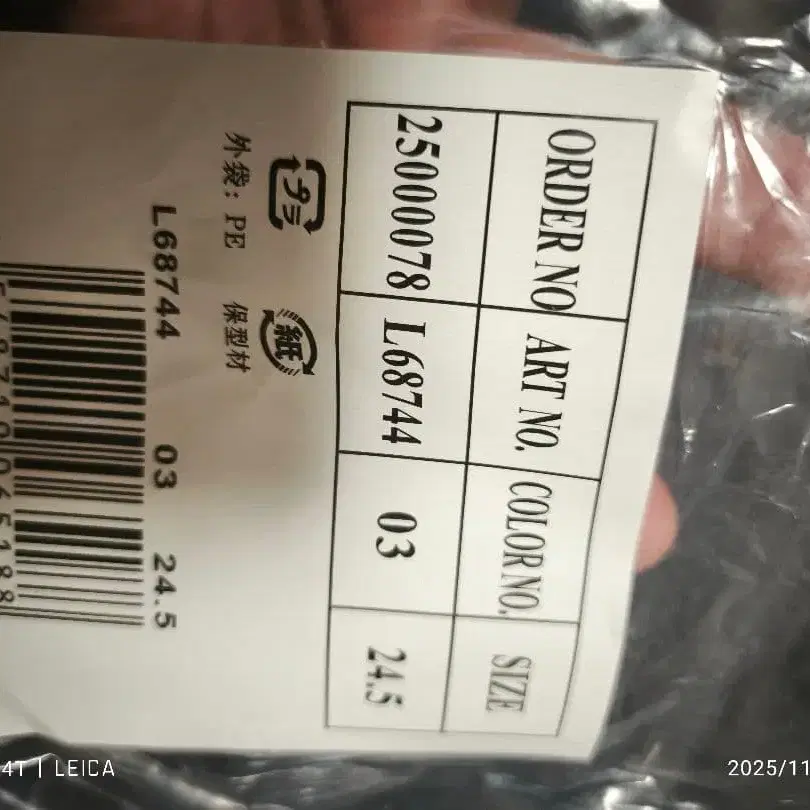 ORDER NO ART NO. COLOR NO. SIZE
25000078 L68744 03 24.5
プラ 紙
外袋: PE 保型材
L68744 03 24.5
4T | LEICA
2025/11